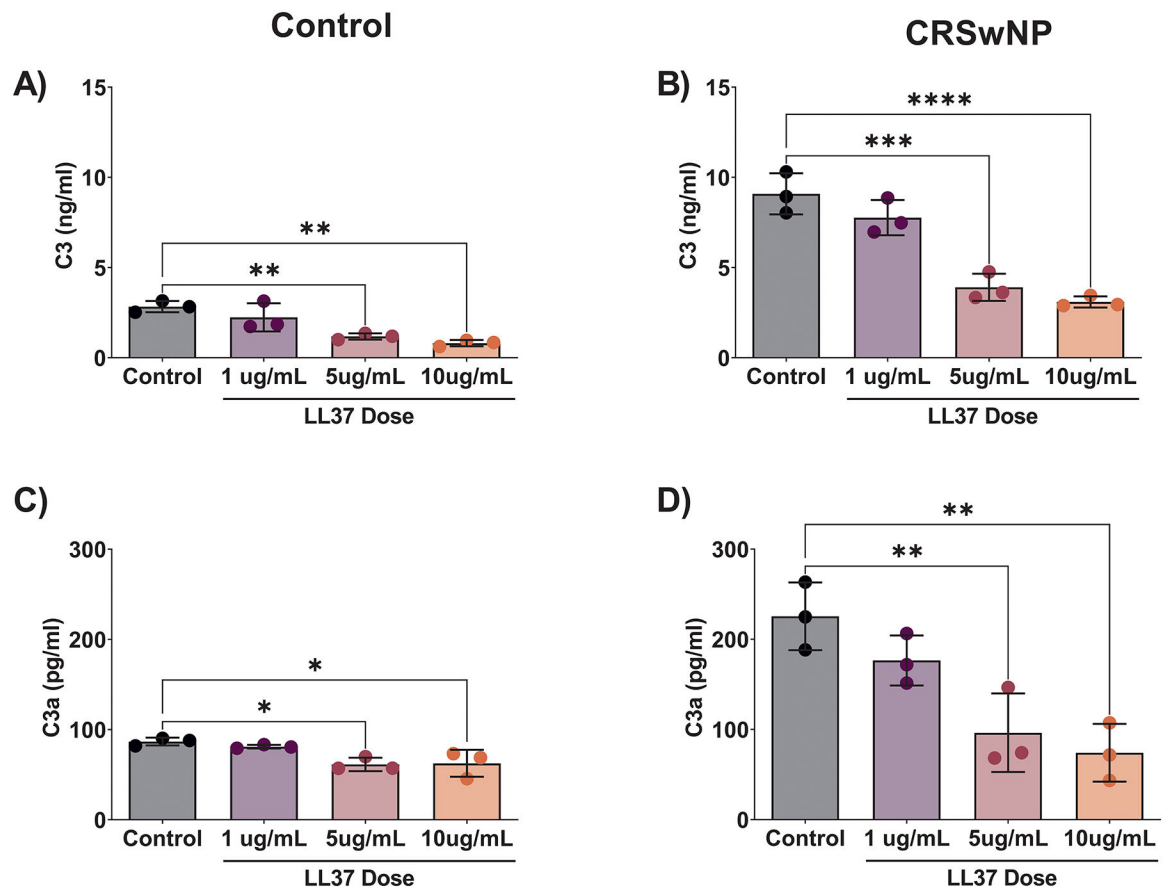 Control
CRSwNP
A)
C3 (ng/ml)
15
10
5
0
**
**
Control 1 ug/mL 5ug/mL 10ug/mL
LL37 Dose
B)
C3 (ng/ml)
15
10
5
0
****
***
Control 1 ug/mL 5ug/mL 10ug/mL
LL37 Dose
C)
C3a (pg/ml)
300
200
100
0
*
*
Control 1 ug/mL 5ug/mL 10ug/mL
LL37 Dose
D)
C3a (pg/ml)
300
200
100
0
**
**
Control 1 ug/mL 5ug/mL 10ug/mL
LL37 Dose